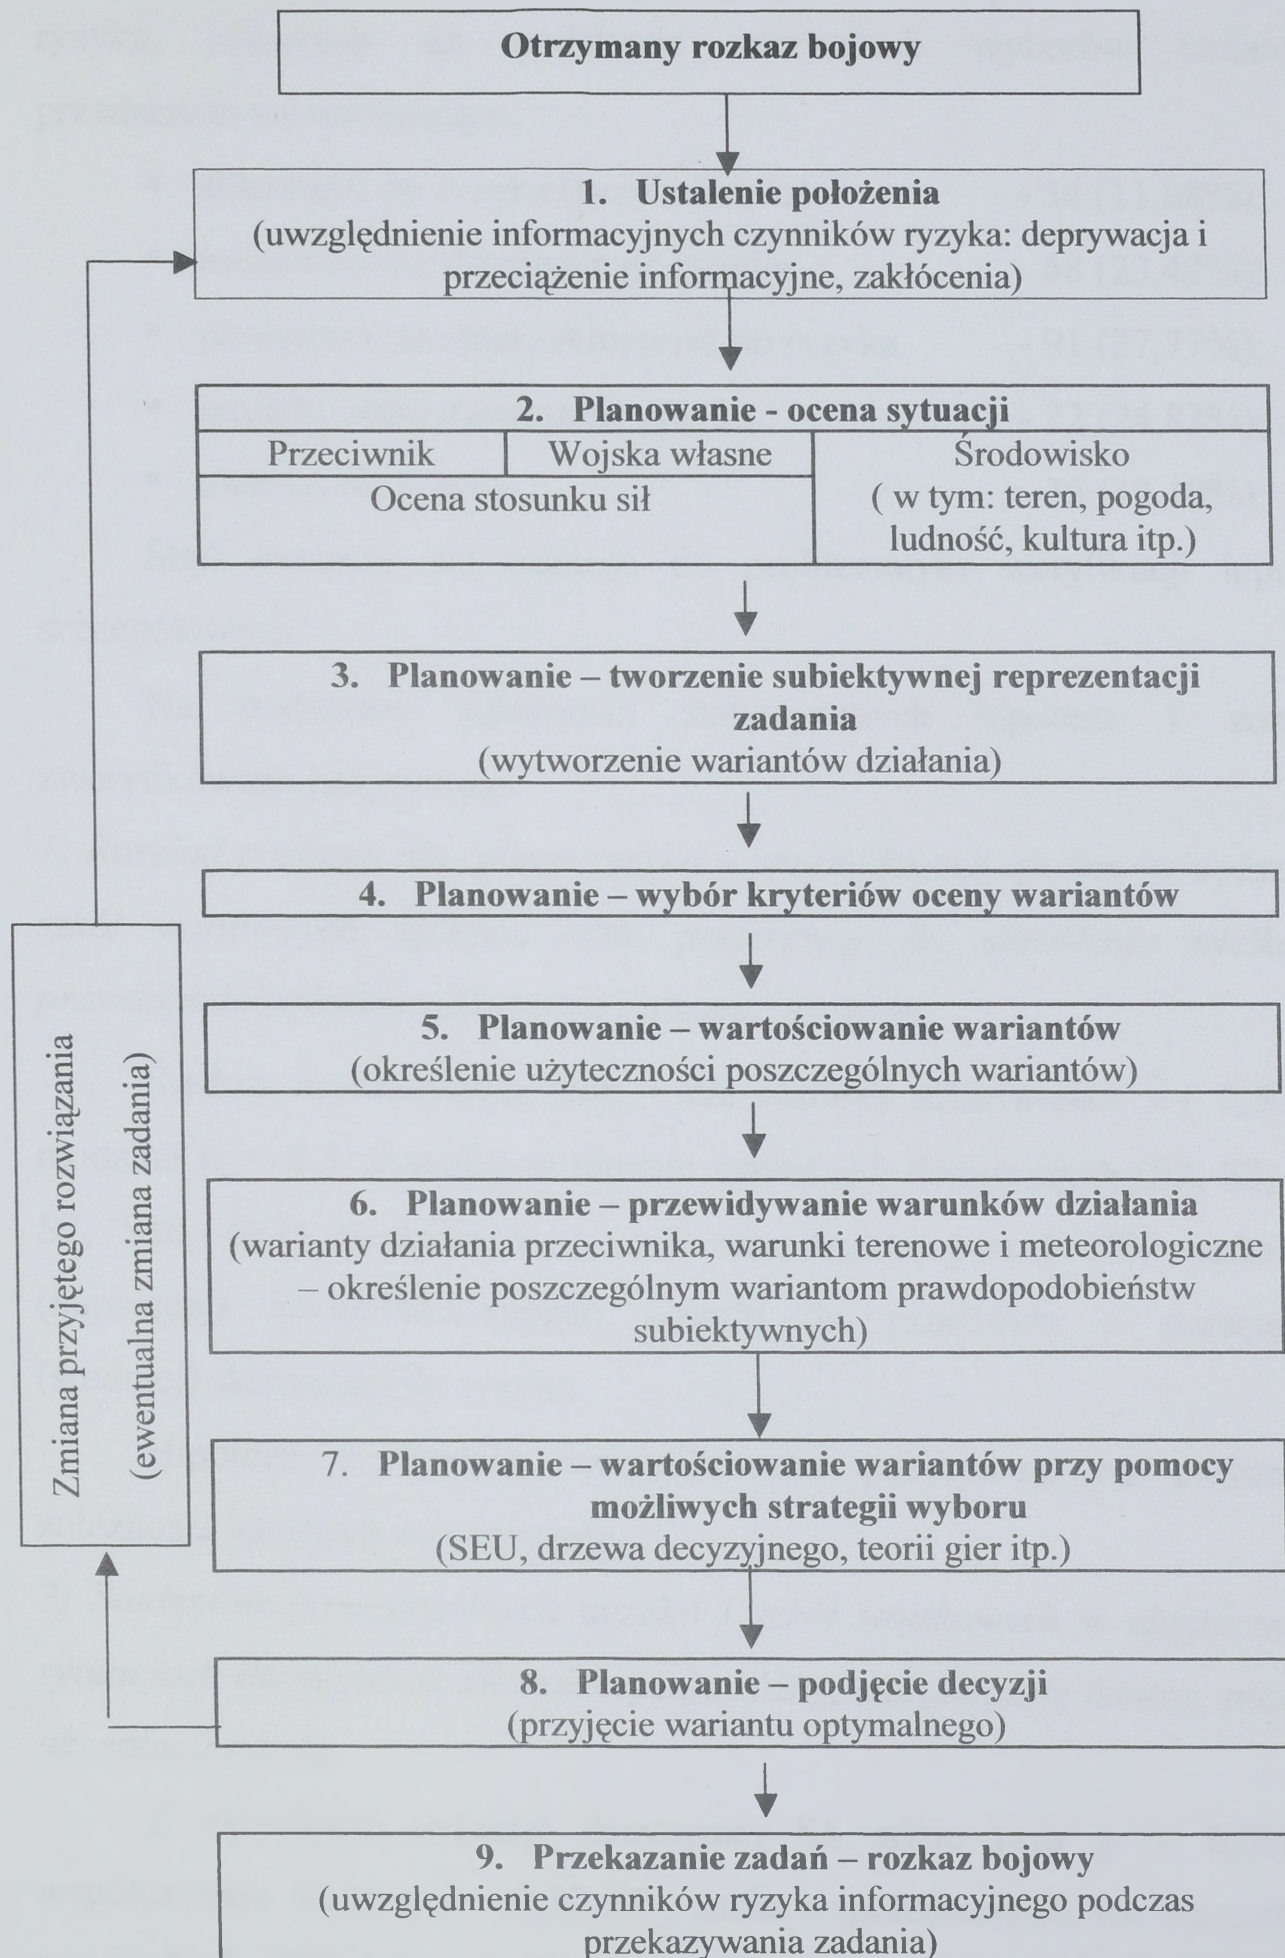 Otrzymany rozkaz bojowy
1. Ustalenie położenia
(uwzględnienie informacyjnych czynników ryzyka: deprywacja i
przeciążenie informacyjne, zakłócenia)
2. Planowanie - ocena sytuacji
Przeciwnik
Wojska własne
Ocena stosunku sił
Środowisko
( w tym: teren, pogoda,
ludność, kultura itp.)
3. Planowanie – tworzenie subiektywnej reprezentacji
zadania
(wytworzenie wariantów działania)
4. Planowanie – wybór kryteriów oceny wariantów
5. Planowanie – wartościowanie wariantów
(określenie użyteczności poszczególnych wariantów)
6. Planowanie – przewidywanie warunków działania
(warianty działania przeciwnika, warunki terenowe i meteorologiczne
– określenie poszczególnym wariantom prawdopodobieństw
subiektywnych)
7. Planowanie – wartościowanie wariantów przy pomocy
możliwych strategii wyboru
(SEU, drzewa decyzyjnego, teorii gier itp.)
8. Planowanie – podjęcie decyzji
(przyjęcie wariantu optymalnego)
9. Przekazanie zadań – rozkaz bojowy
(uwzględnienie czynników ryzyka informacyjnego podczas
przekazywania zadania)
Zmiana przyjętego rozwiązania
(ewentualna zmiana zadania)